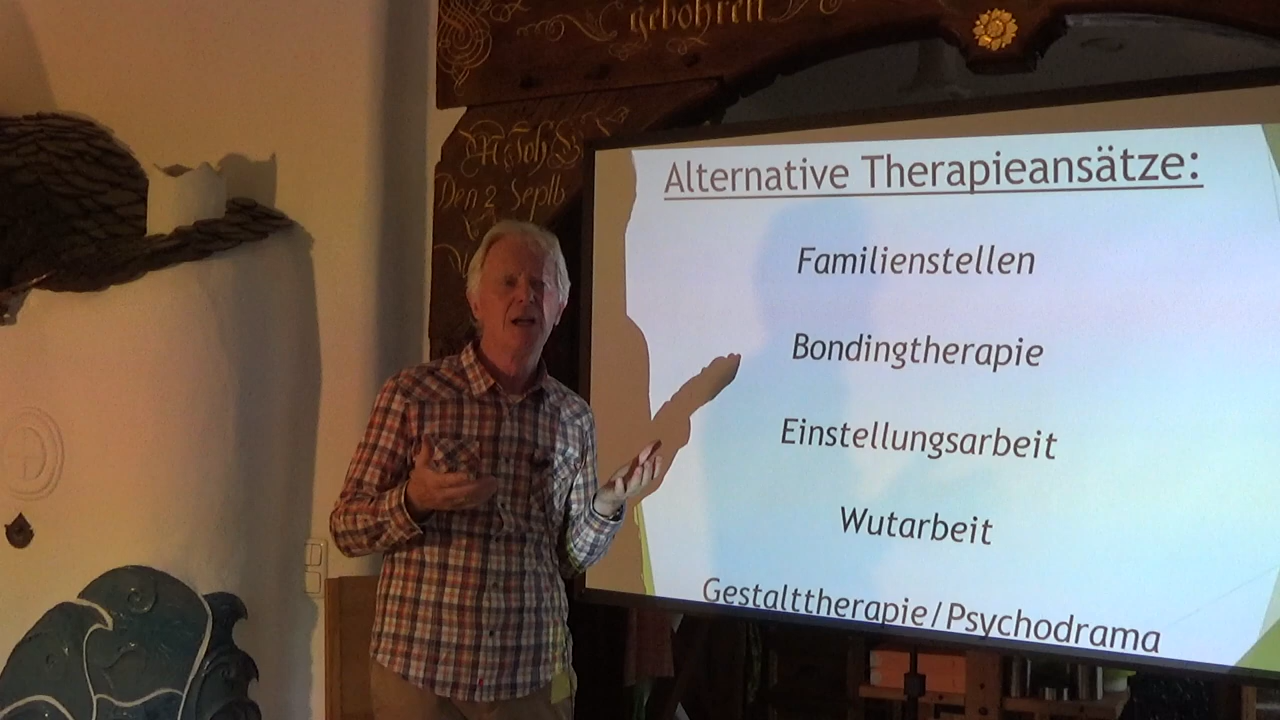 gebohren
Den 2 Septb
Alternative Therapieansätze:
Familienstellen
Bondingtherapie
Einstellungsarbeit
Wutarbeit
Gestalttherapie/Psychodrama